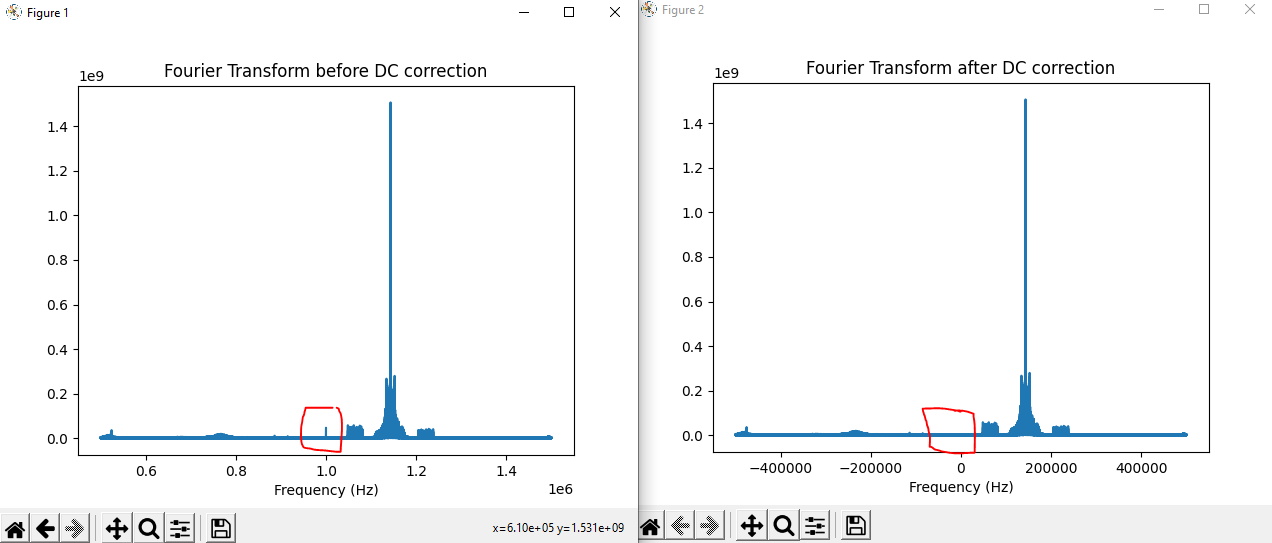 Figure 1
Fourier Transform before DC correction
1e9
1.4
1.2
1.0
0.8
0.6
0.4
0.2
0.0
0.6 0.8 1.0 1.2 1.4
1e6
Frequency (Hz)
x=6.10e+05 y=1.531e+09
Figure 2
Fourier Transform after DC correction
1e9
1.4
1.2
1.0
0.8
0.6
0.4
0.2
0.0
−400000 −200000 0 200000 400000
Frequency (Hz)